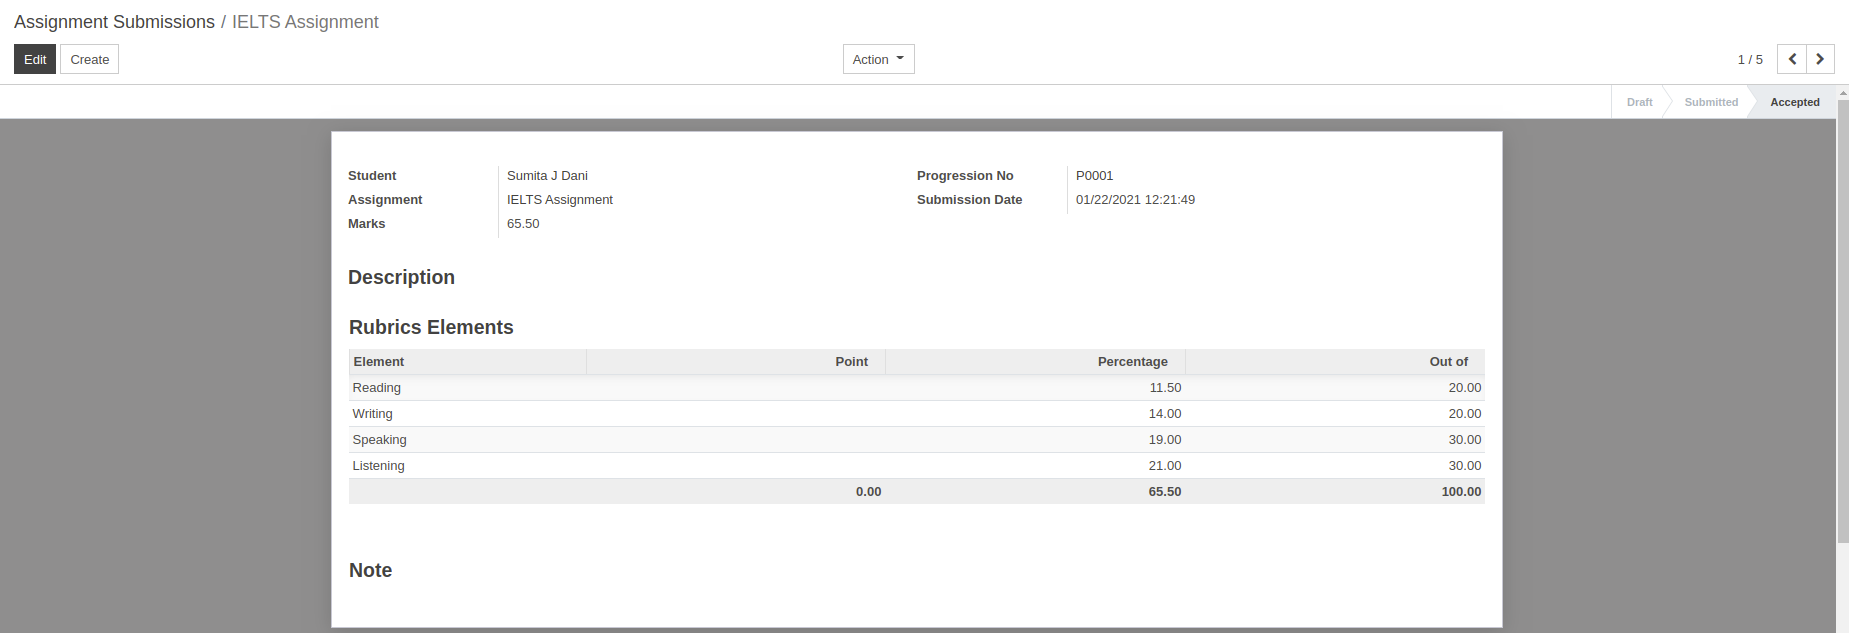 Assignment Submissions / IELTS Assignment
Edit Create Action 1 / 5
Draft Submitted Accepted
Student Sumita J Dani Progression No P0001
Assignment IELTS Assignment Submission Date 01/22/2021 12:21:49
Marks 65.50
Description
Rubrics Elements
Element Point Percentage Out of
Reading 11.50 20.00
Writing 14.00 20.00
Speaking 19.00 30.00
Listening 21.00 30.00
0.00 65.50 100.00
Note